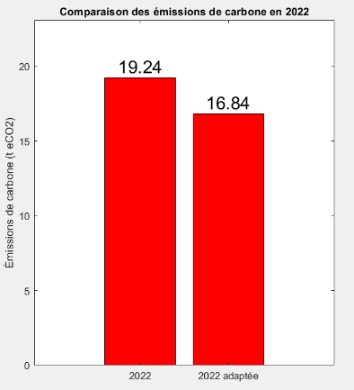 Comparaison des émissions de carbone en 2022
Émissions de carbone (t eCO2)
20
15
10
5
0
19.24
16.84
2022
2022 adaptée